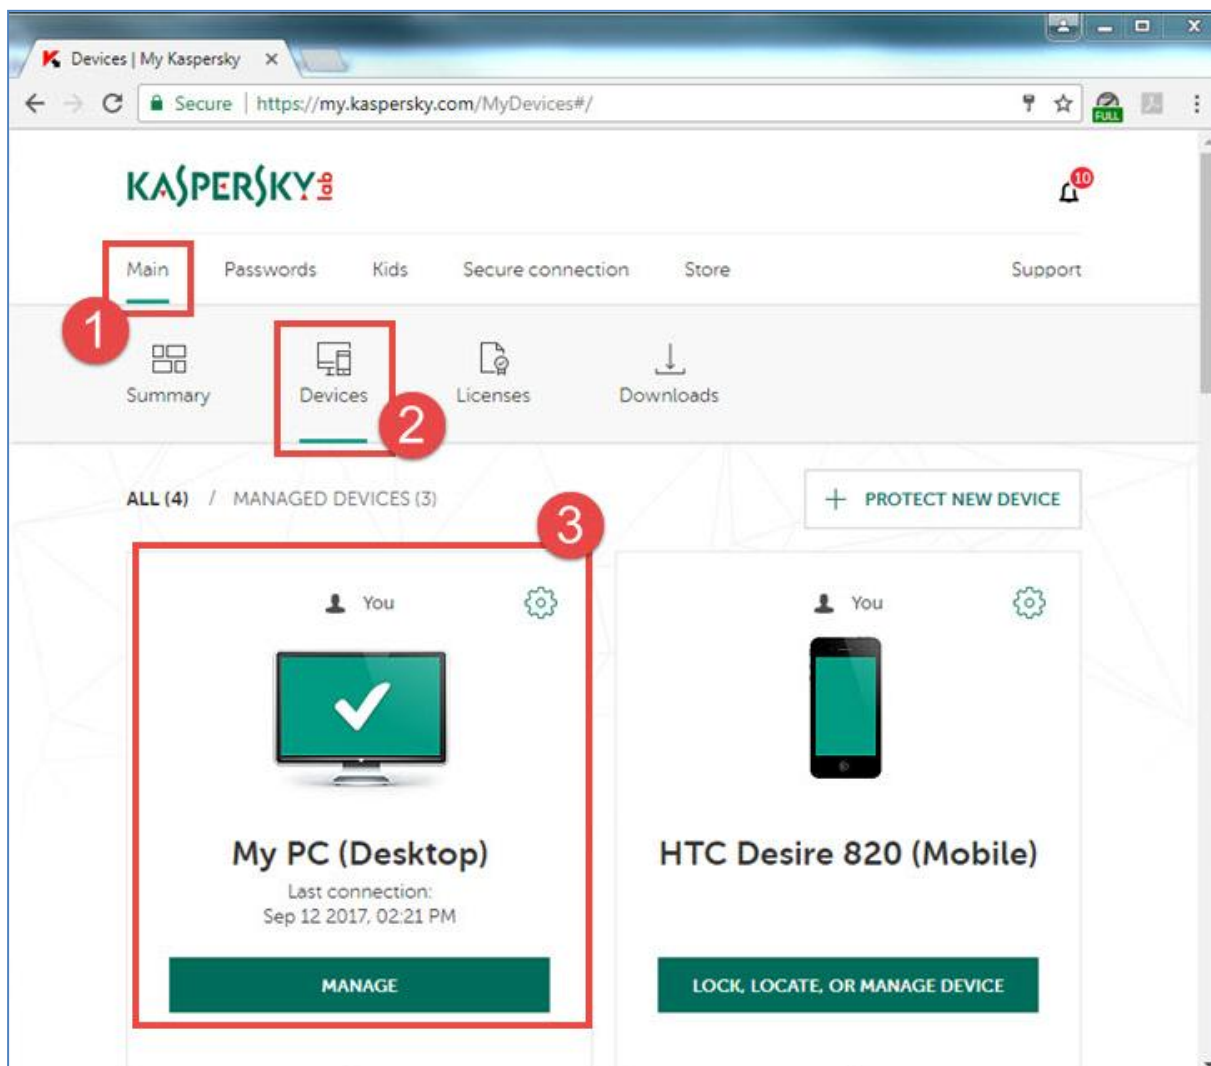 Devices | My Kaspersky
Secure | https://my.kaspersky.com/MyDevices#/
FULL
KASPERSKY lab
10
Main Passwords Kids Secure connection Store Support
1
Summary Devices Licenses Downloads
2
ALL (4) / MANAGED DEVICES (3)
+ PROTECT NEW DEVICE
3
You
You
My PC (Desktop)
HTC Desire 820 (Mobile)
Last connection:
Sep 12 2017, 02:21 PM
MANAGE
LOCK, LOCATE, OR MANAGE DEVICE